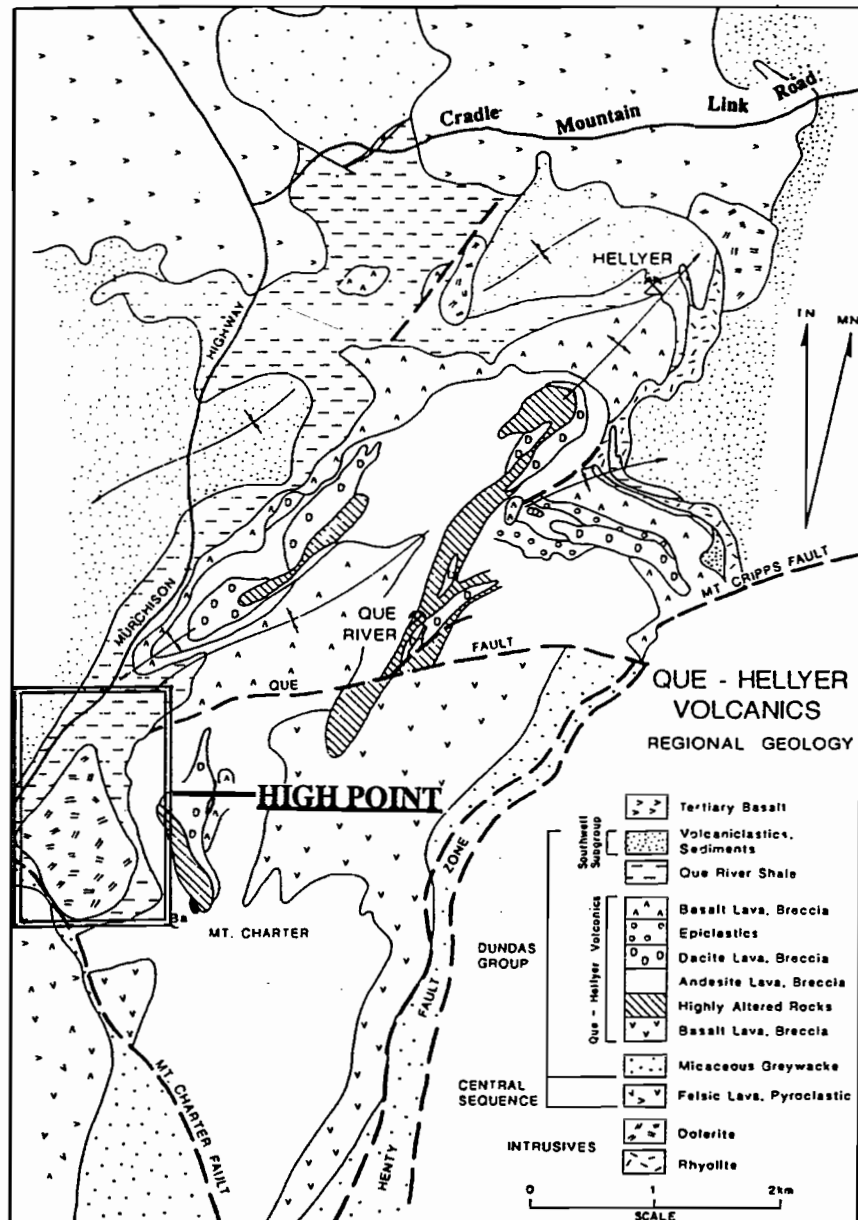 Cradle Mountain Link Road
HELLYER
HIGHWAY
TN MN
MURCHISON
QUE
RIVER
MT. CRIPPS FAULT
QUE FAULT
QUE - HELLYER
VOLCANICS
REGIONAL GEOLOGY
HIGH POINT
Ba
MT. CHARTER
HENTY FAULT ZONE
MT. CHARTER FAULT
Tertiary Basalt
Southwell
Subgroup
Volcaniclastics,
Sediments
Que River Shale
DUNDAS
GROUP
Que - Hellyer Volcanics
Basalt Lava, Breccia
Epiclastics
Dacite Lava, Breccia
Andesite Lava, Breccia
Highly Altered Rocks
Basalt Lava, Breccia
Micaceous Greywacke
CENTRAL
SEQUENCE
Felsic Lava, Pyroclastic
INTRUSIVES
Dolerite
Rhyolite
0 1 2km
SCALE